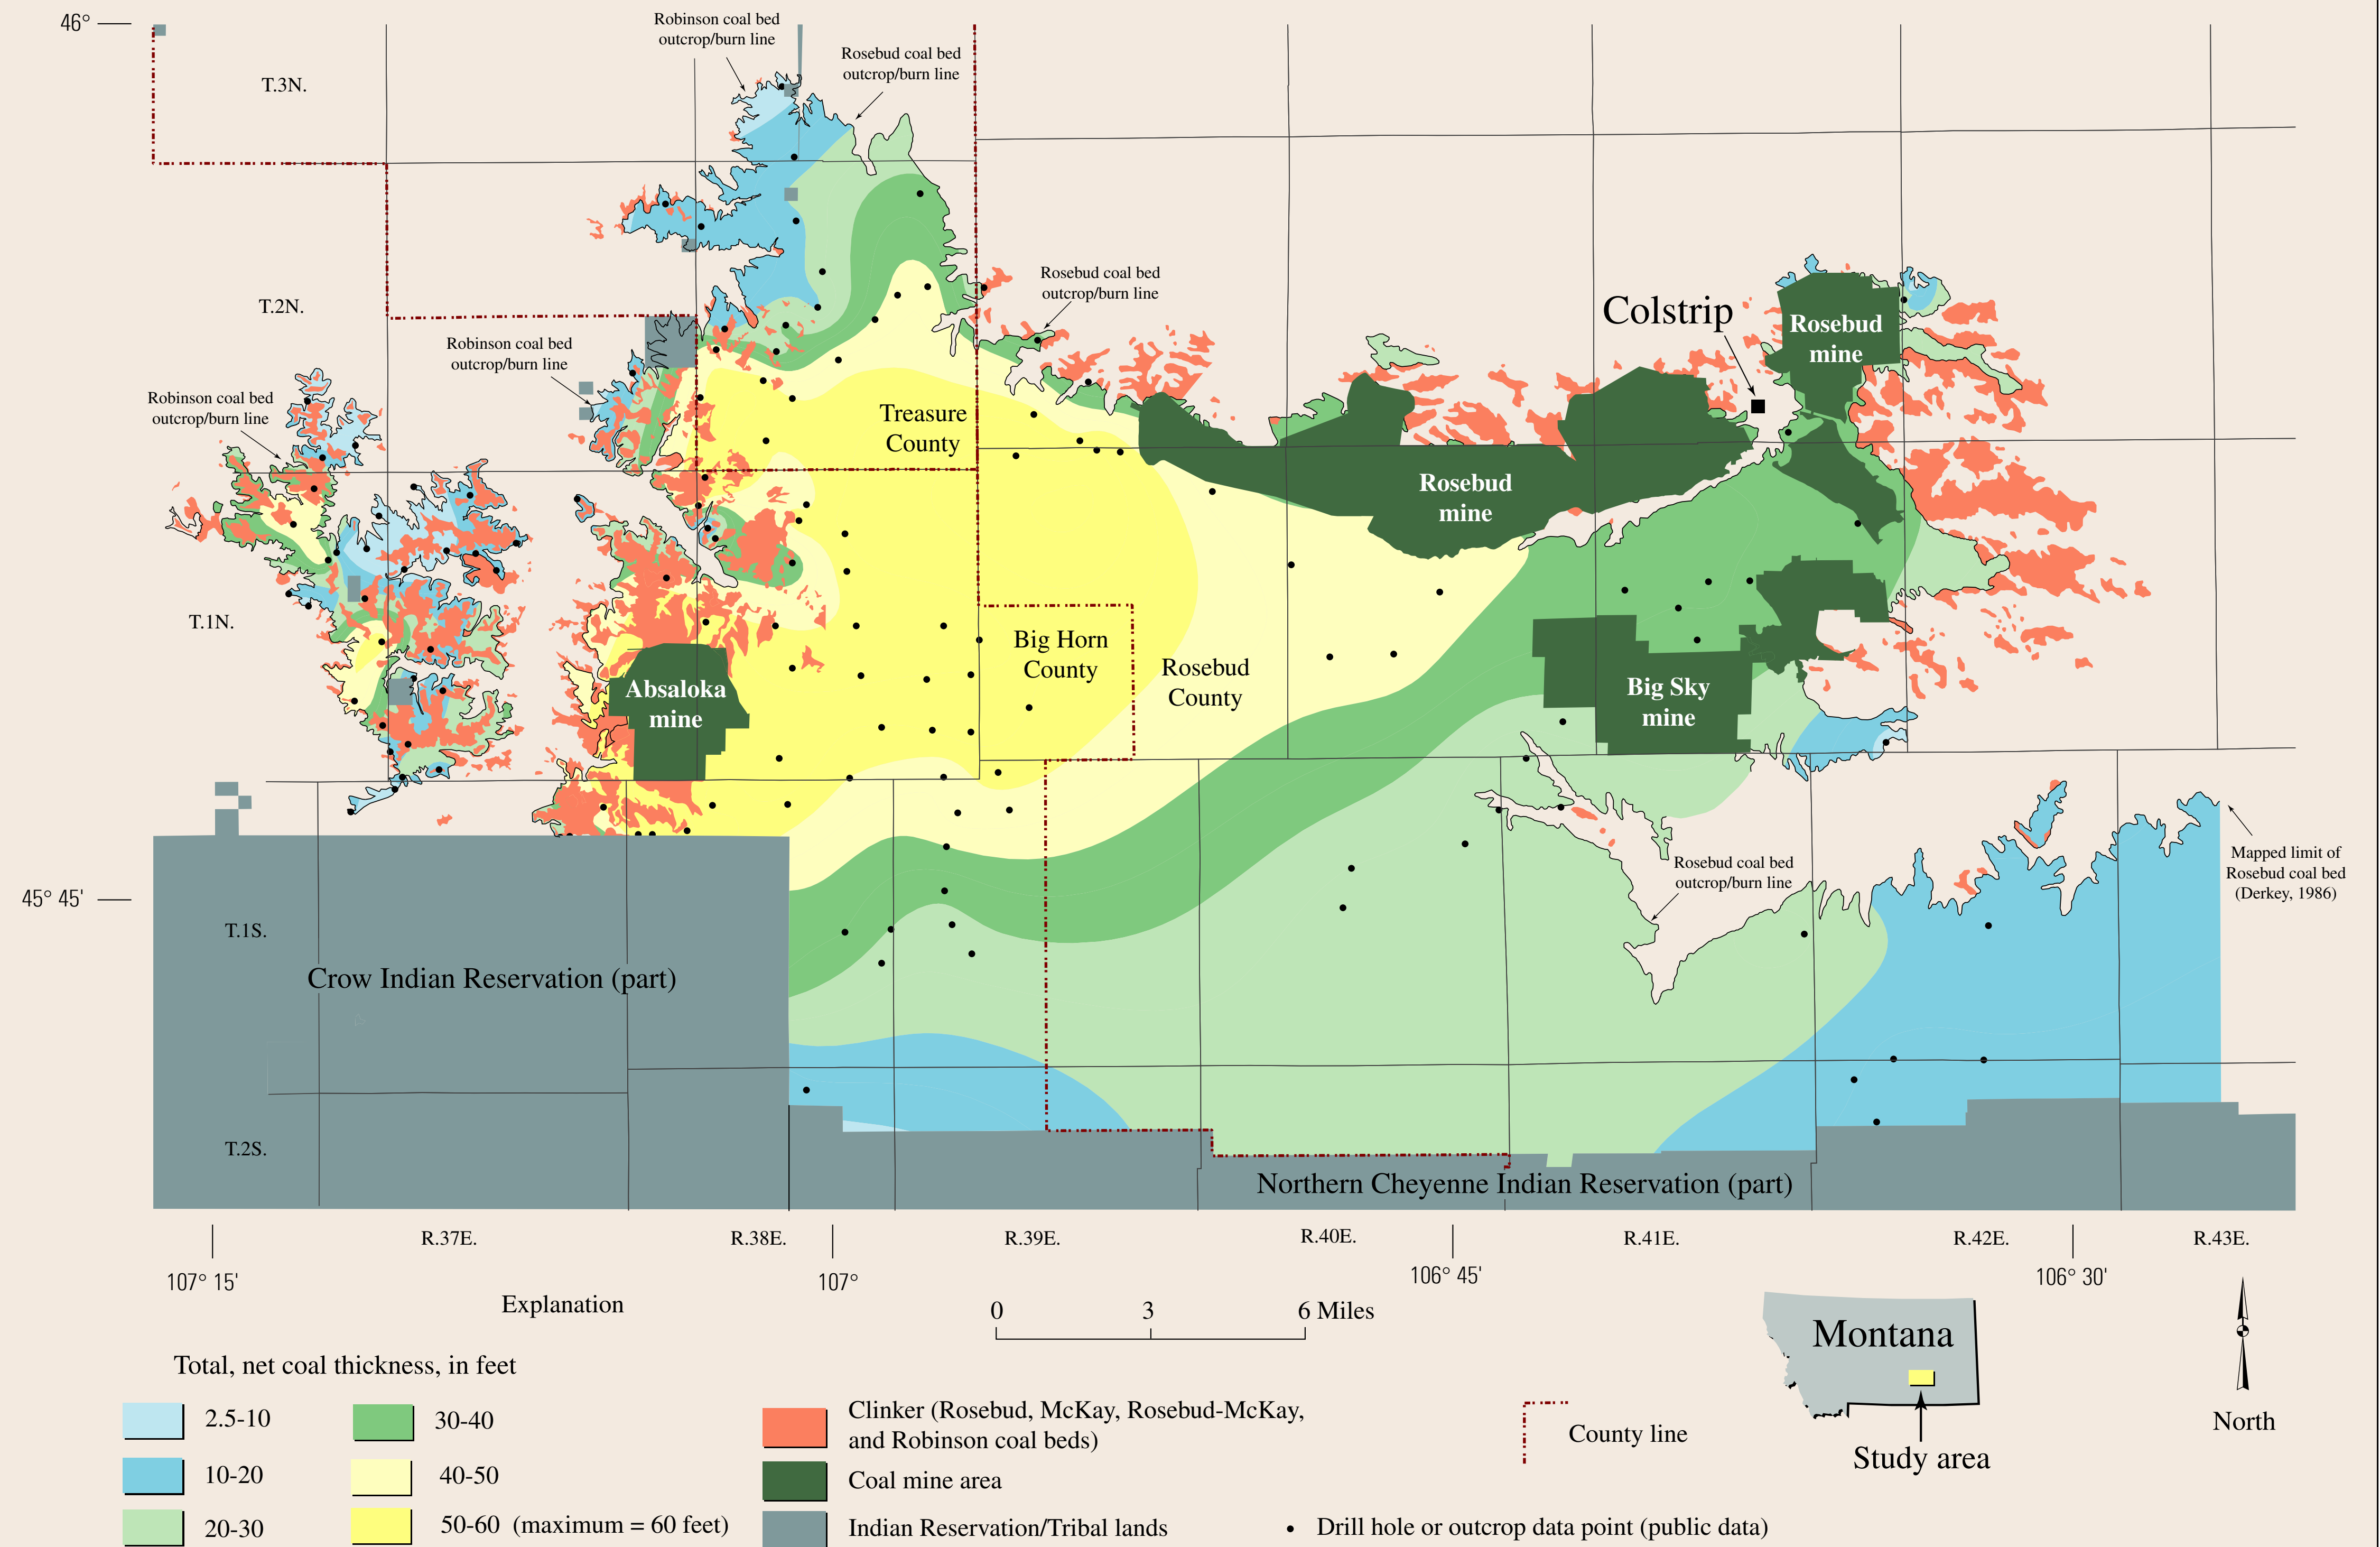 46°
Robinson coal bed
outcrop/burn line
Rosebud coal bed
outcrop/burn line
T.3N.
Rosebud coal bed
outcrop/burn line
T.2N.
Colstrip
Rosebud
mine
Robinson coal bed
outcrop/burn line
Robinson coal bed
outcrop/burn line
Treasure
County
Rosebud
mine
T.1N.
Big Horn
County
Rosebud
County
Absaloka
mine
Big Sky
mine
45° 45'
Rosebud coal bed
outcrop/burn line
Mapped limit of
Rosebud coal bed
(Derkey, 1986)
T.1S.
Crow Indian Reservation (part)
T.2S.
Northern Cheyenne Indian Reservation (part)
R.37E.
R.38E.
R.39E.
R.40E.
R.41E.
R.42E.
R.43E.
107° 15'
107°
106° 45'
106° 30'
Explanation
0 3 6 Miles
Total, net coal thickness, in feet
2.5-10
10-20
20-30
30-40
40-50
50-60 (maximum = 60 feet)
Clinker (Rosebud, McKay, Rosebud-McKay,
and Robinson coal beds)
Coal mine area
Indian Reservation/Tribal lands
County line
Drill hole or outcrop data point (public data)
Montana
Study area
North